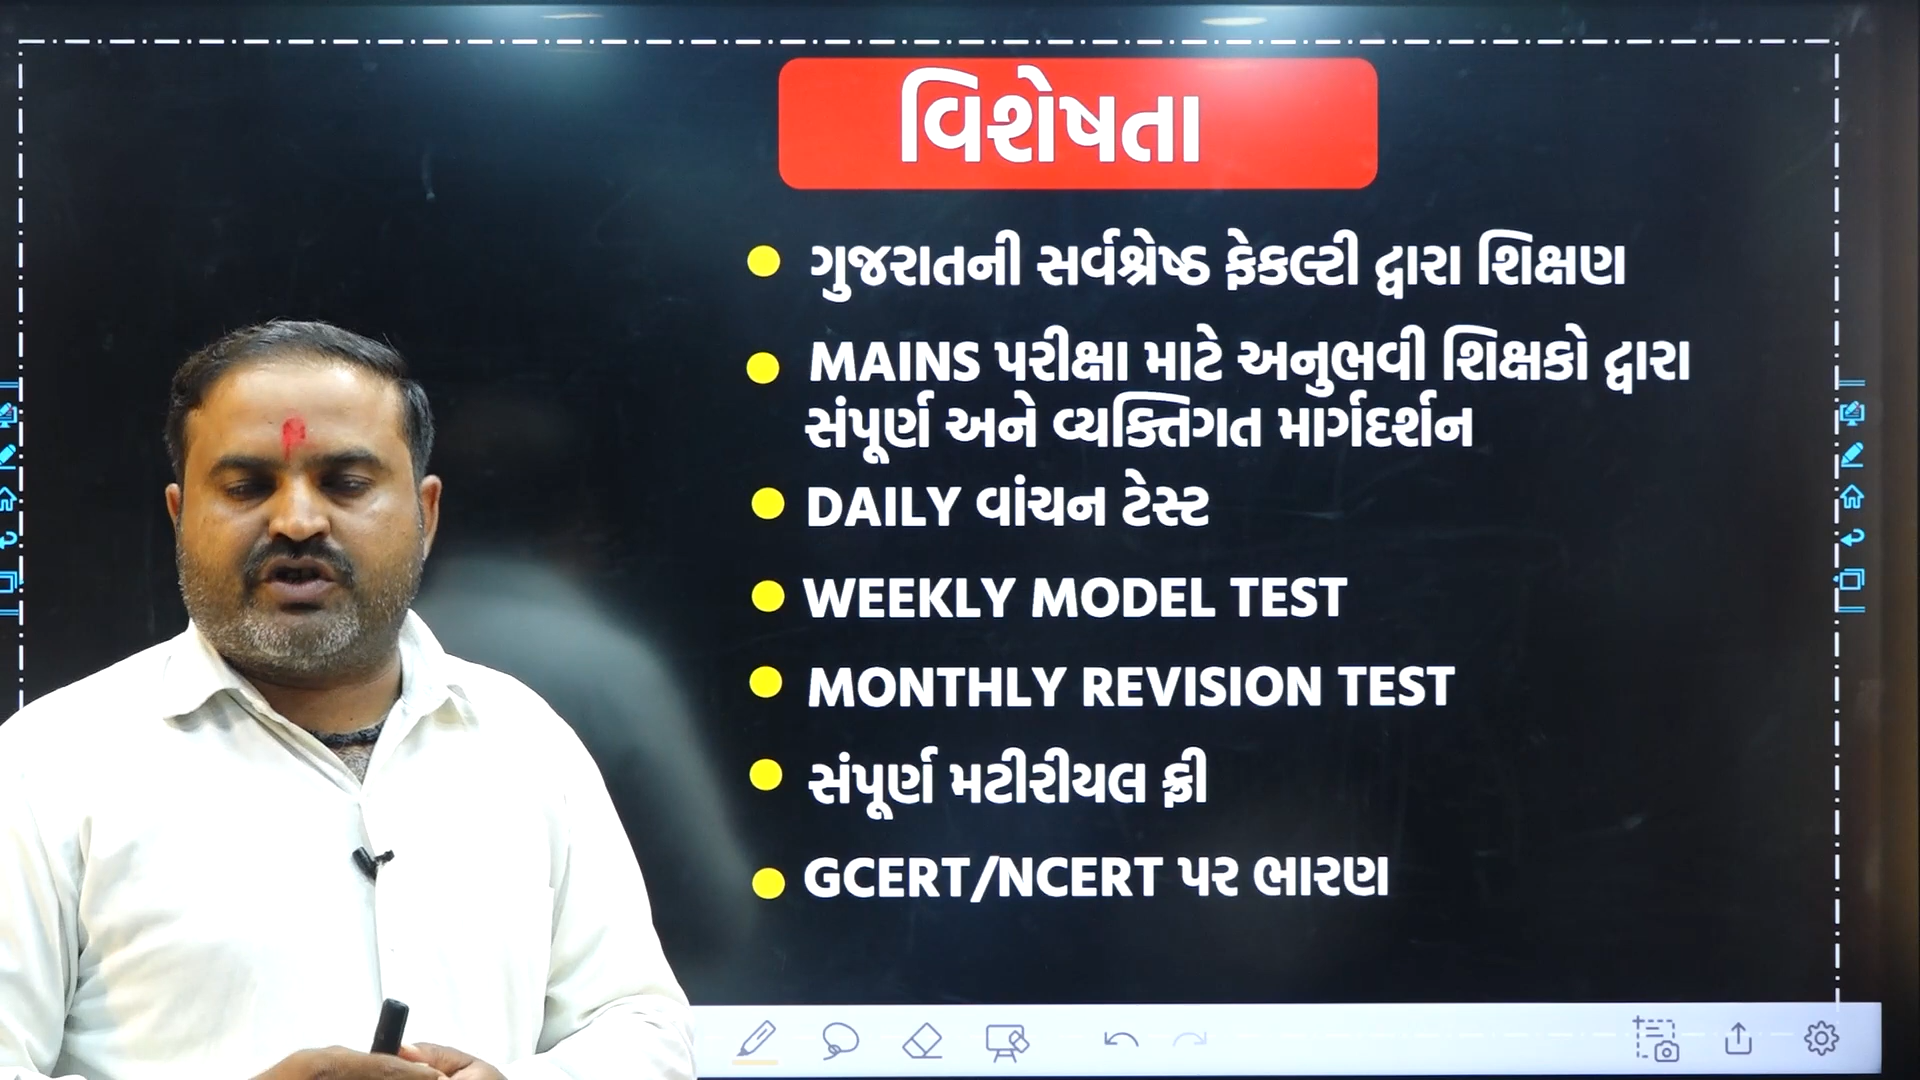 વિશેષતા
ગુજરાતની સર્વશ્રેષ્ઠ ફેકલ્ટી દ્વારા શિક્ષણ
MAINS પરીક્ષા માટે અનુભવી શિક્ષકો દ્વારા
સંપૂર્ણ અને વ્યક્તિગત માર્ગદર્શન
DAILY વાંચન ટેસ્ટ
WEEKLY MODEL TEST
MONTHLY REVISION TEST
સંપૂર્ણ મટીરીયલ ફ્રી
GCERT/NCERT પર ભારણ